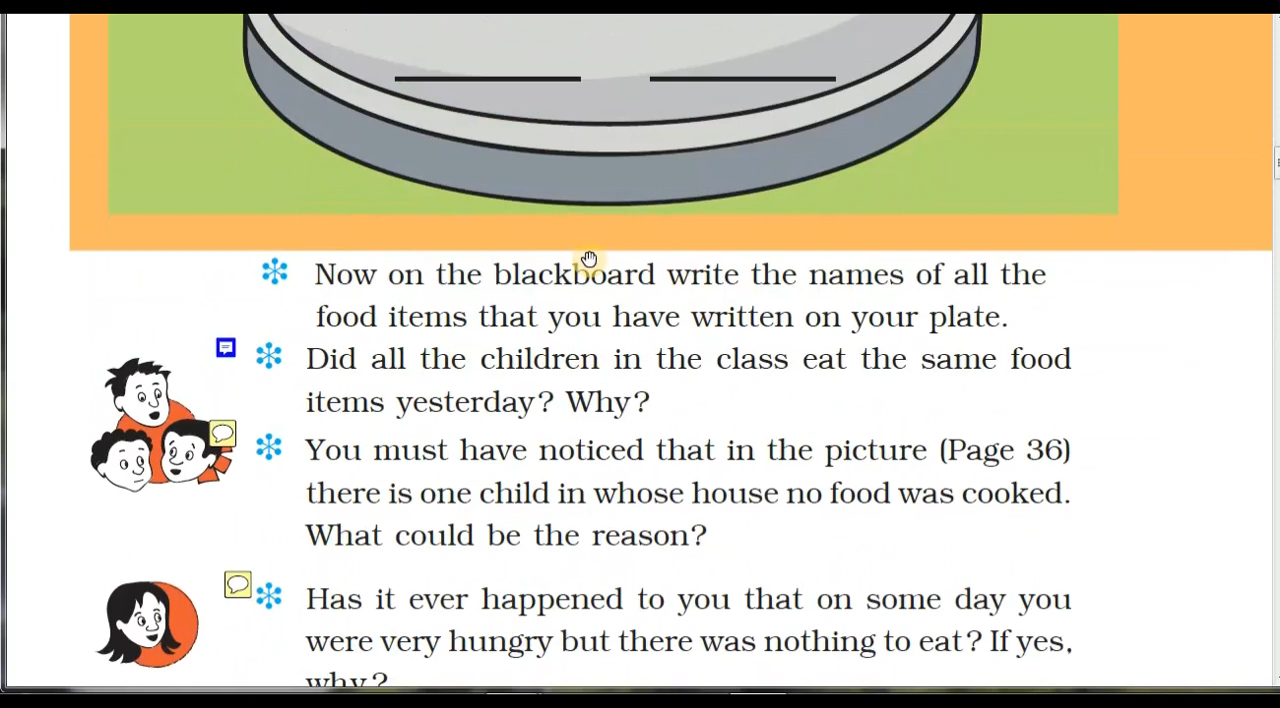 Now on the blackboard write the names of all the
food items that you have written on your plate.
Did all the children in the class eat the same food
items yesterday? Why?
You must have noticed that in the picture (Page 36)
there is one child in whose house no food was cooked.
What could be the reason?
Has it ever happened to you that on some day you
were very hungry but there was nothing to eat? If yes,
why?